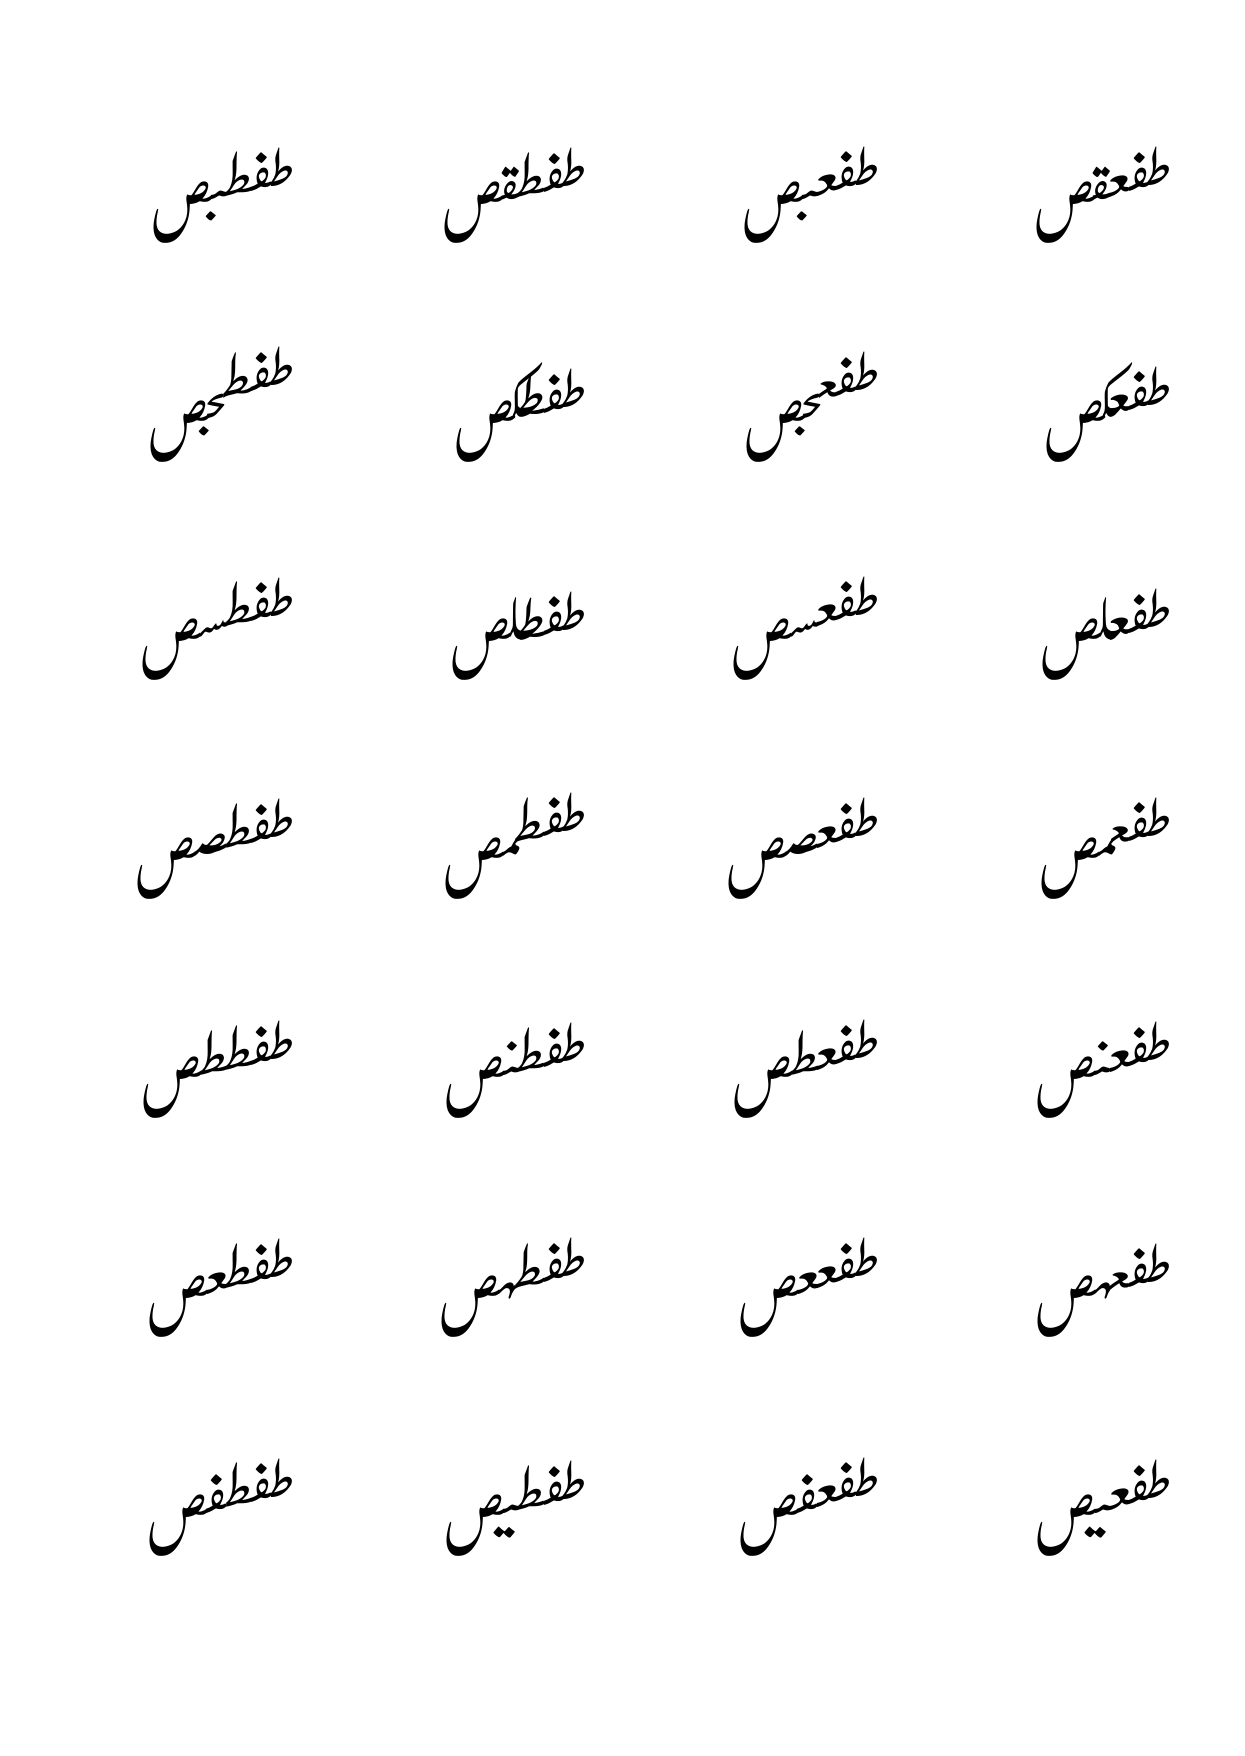 طفعقص طفعبص طفطقص طفطبص
طفعكص طفعجص طفطكص طفطجص
طفعلص طفعسص طفطلص طفطسص
طفعمص طفعصص طفطمص طفطصص
طفعنص طفعطص طفطنص طفططص
طفعهص طفععص طفطهص طفطعص
طفعيص طفعفص طفطيص طفطفص